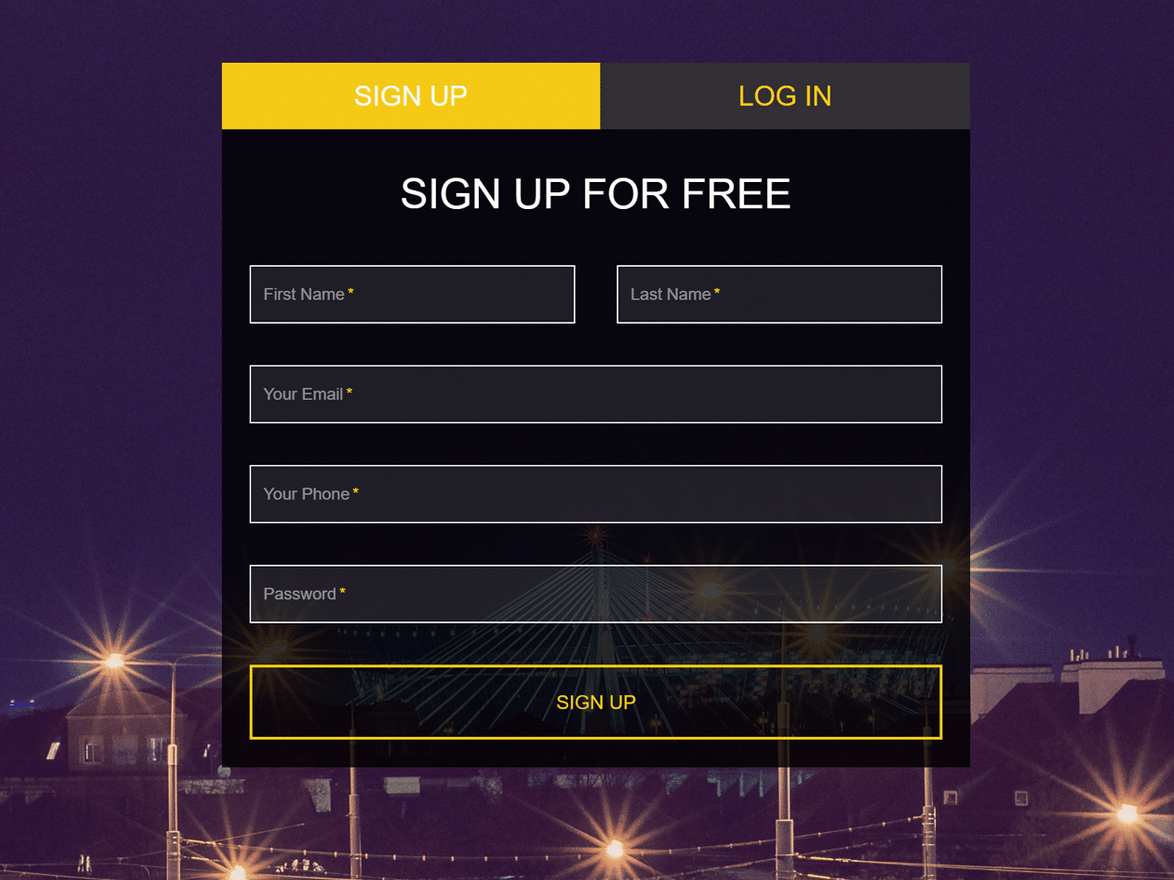 SIGN UP
LOG IN
SIGN UP FOR FREE
First Name *
Last Name *
Your Email *
Your Phone *
Password *
SIGN UP